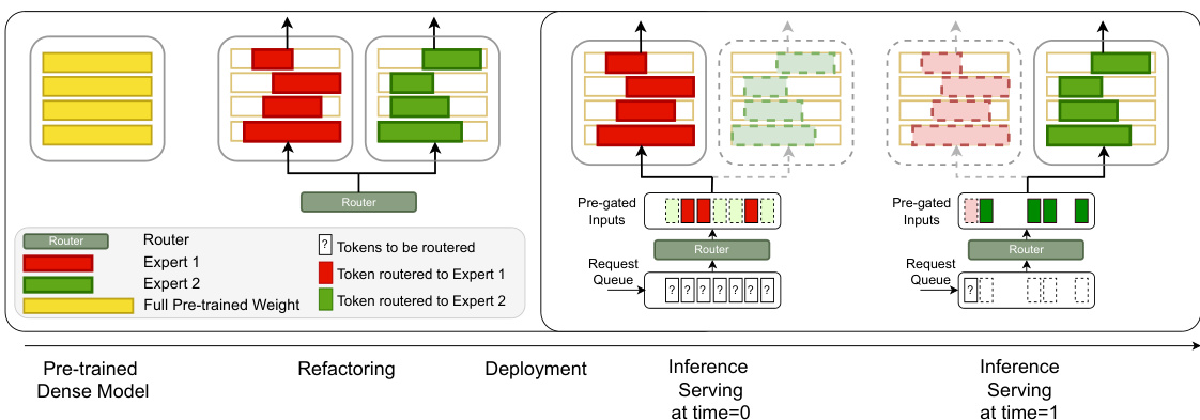 Router
Router
Router
Expert 1
Expert 2
Full Pre-trained Weight
? Tokens to be routered
Token routered to Expert 1
Token routered to Expert 2
Pre-gated
Inputs
Router
Request
Queue
? ? ? ? ? ? ?
Pre-gated
Inputs
Router
Request
Queue
?
Pre-trained
Dense Model
Refactoring
Deployment
Inference
Serving
at time=0
Inference
Serving
at time=1